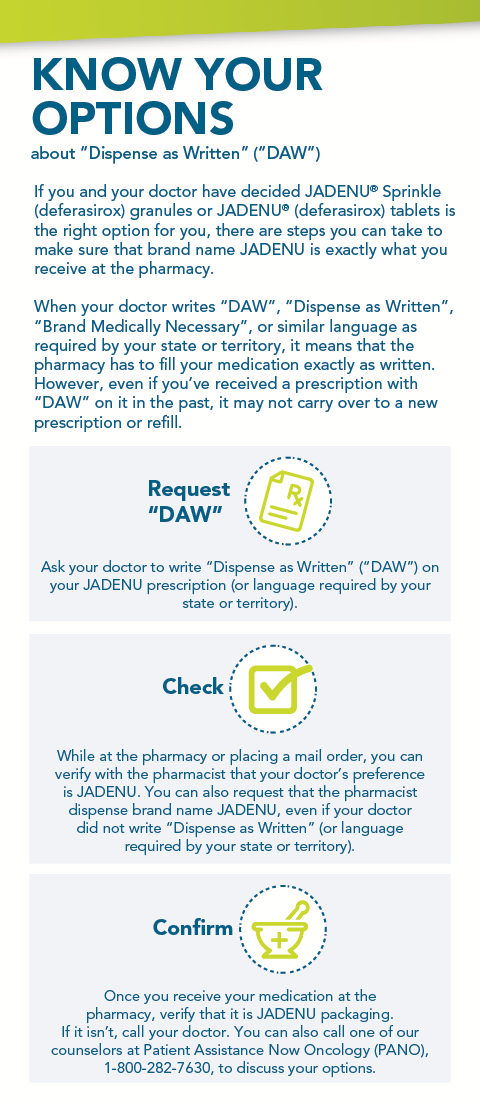 KNOW YOUR
OPTIONS
about “Dispense as Written” (“DAW”)
If you and your doctor have decided JADENU® Sprinkle
(deferasirox) granules or JADENU® (deferasirox) tablets is
the right option for you, there are steps you can take to
make sure that brand name JADENU is exactly what you
receive at the pharmacy.
When your doctor writes “DAW”, “Dispense as Written”,
“Brand Medically Necessary”, or similar language as
required by your state or territory, it means that the
pharmacy has to fill your medication exactly as written.
However, even if you’ve received a prescription with
“DAW” on it in the past, it may not carry over to a new
prescription or refill.
Request
“DAW”
Rx
Ask your doctor to write “Dispense as Written” (“DAW”) on
your JADENU prescription (or language required by your
state or territory).
Check
While at the pharmacy or placing a mail order, you can
verify with the pharmacist that your doctor’s preference
is JADENU. You can also request that the pharmacist
dispense brand name JADENU, even if your doctor
did not write “Dispense as Written” (or language
required by your state or territory).
Confirm
Once you receive your medication at the
pharmacy, verify that it is JADENU packaging.
If it isn’t, call your doctor. You can also call one of our
counselors at Patient Assistance Now Oncology (PANO),
1-800-282-7630, to discuss your options.